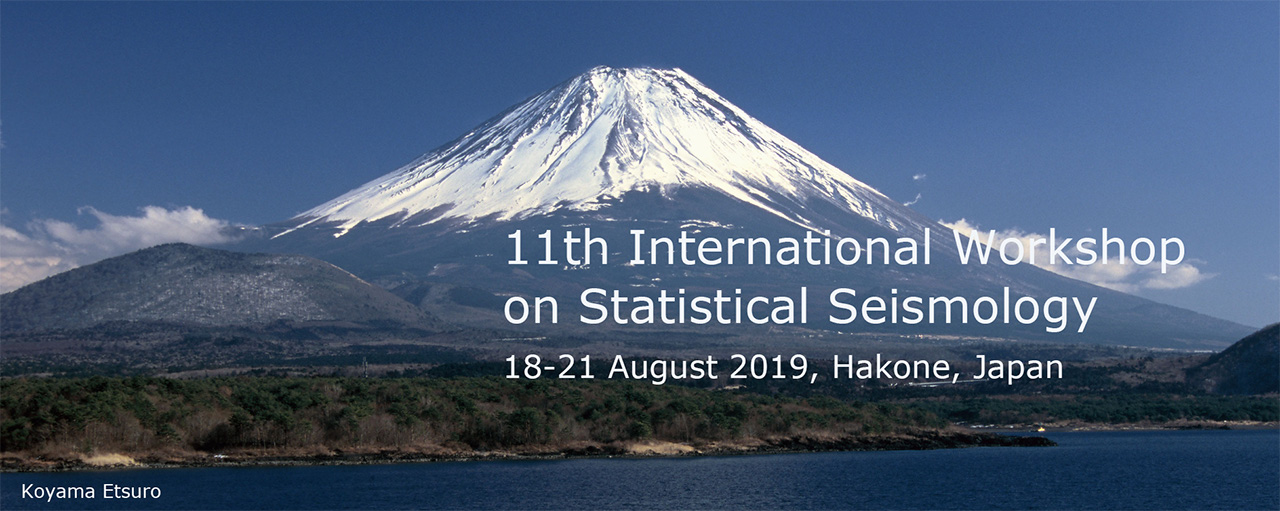 11th International Workshop
on Statistical Seismology
18-21 August 2019, Hakone, Japan
Koyama Etsuro